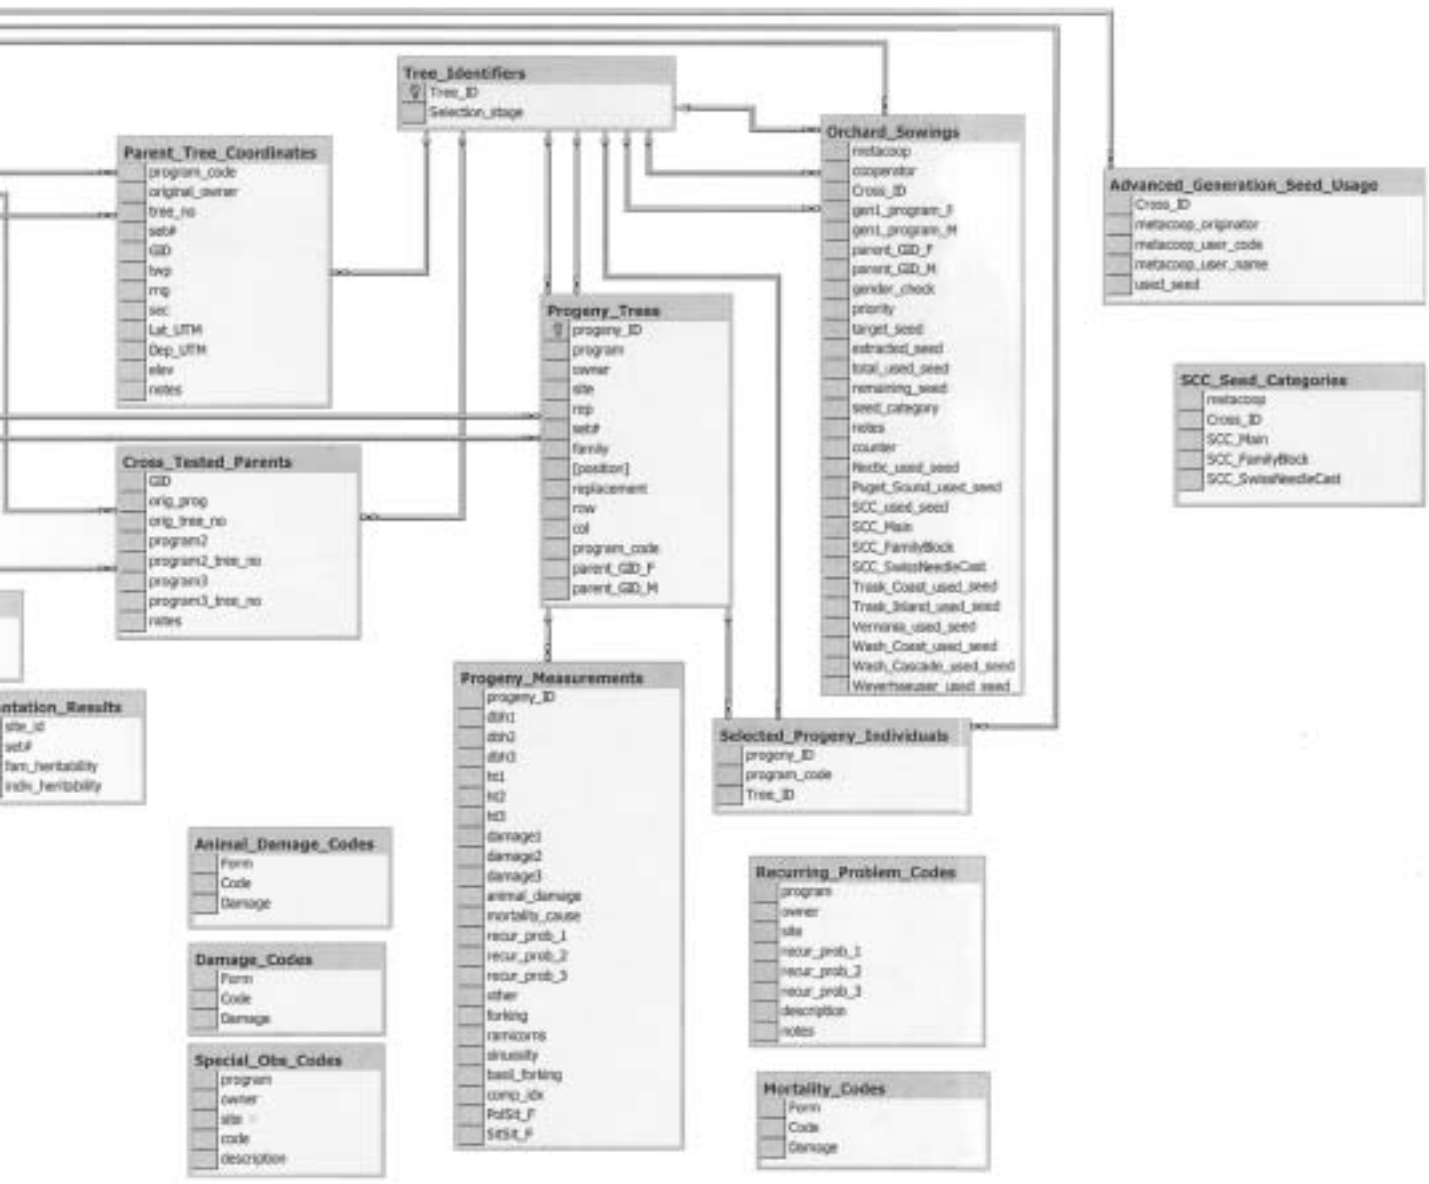 Tree_Identifiers
Tree_ID
Selection_stage
Parent_Tree_Coordinates
program_code
original_owner
tree_no
set#
GID
twp
rng
sec
Lat_UTM
Dep_UTM
elev
notes
Cross_Tested_Parents
GID
orig_prog
orig_tree_no
program2
program2_tree_no
program3
program3_tree_no
notes
Progeny_Trees
progeny_ID
program
owner
site
rep
set#
family
[position]
replacement
row
col
program_code
parent_GID_F
parent_GID_M
Orchard_Sowings
metacoop
cooperator
Cross_ID
gen1_program_F
gen1_program_M
parent_GID_F
parent_GID_M
gender_check
priority
target_seed
extracted_seed
total_used_seed
remaining_seed
seed_category
notes
counter
Puget_Sound_used_seed
SCC_used_seed
SCC_Main
SCC_FamilyBlock
SCC_SwissNeedleCast
Trask_Coast_used_seed
Trask_Inland_used_seed
Vernonia_used_seed
Wash_Coast_used_seed
Wash_Cascade_used_seed
Weyerhaeuser_used_seed
Advanced_Generation_Seed_Usage
Cross_ID
metacoop_originator
metacoop_user_code
metacoop_user_name
used_seed
SCC_Seed_Categories
metacoop
Cross_ID
SCC_Main
SCC_FamilyBlock
SCC_SwissNeedleCast
ntation_Results
site_id
set#
fam_heritability
indiv_heritability
Progeny_Measurements
progeny_ID
dbh1
dbh2
dbh3
ht1
ht2
ht3
damage1
damage2
damage3
animal_damage
mortality_cause
recur_prob_1
recur_prob_2
recur_prob_3
other
forking
ramicorns
sinuosity
basil_forking
comp_idx
PolSit_F
SitSit_F
Selected_Progeny_Individuals
progeny_ID
program_code
Tree_ID
Animal_Damage_Codes
Form
Code
Damage
Damage_Codes
Form
Code
Damage
Special_Obs_Codes
program
owner
site
code
description
Recurring_Problem_Codes
program
owner
site
recur_prob_1
recur_prob_2
recur_prob_3
description
notes
Mortality_Codes
Form
Code
Damage